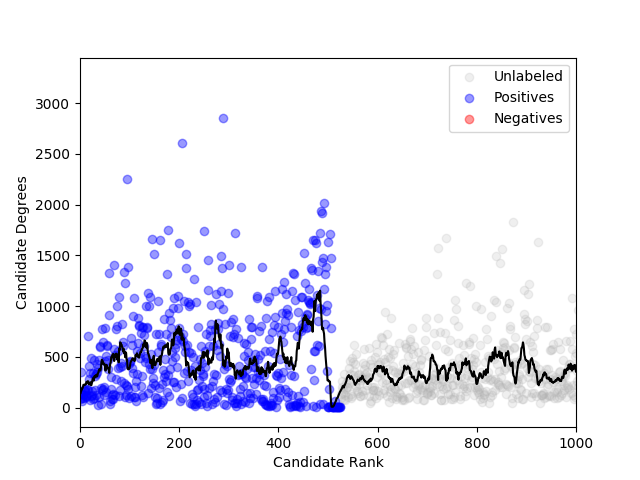 Unlabeled
Positives
Negatives
Candidate Degrees
3000
2500
2000
1500
1000
500
0
0 200 400 600 800 1000
Candidate Rank